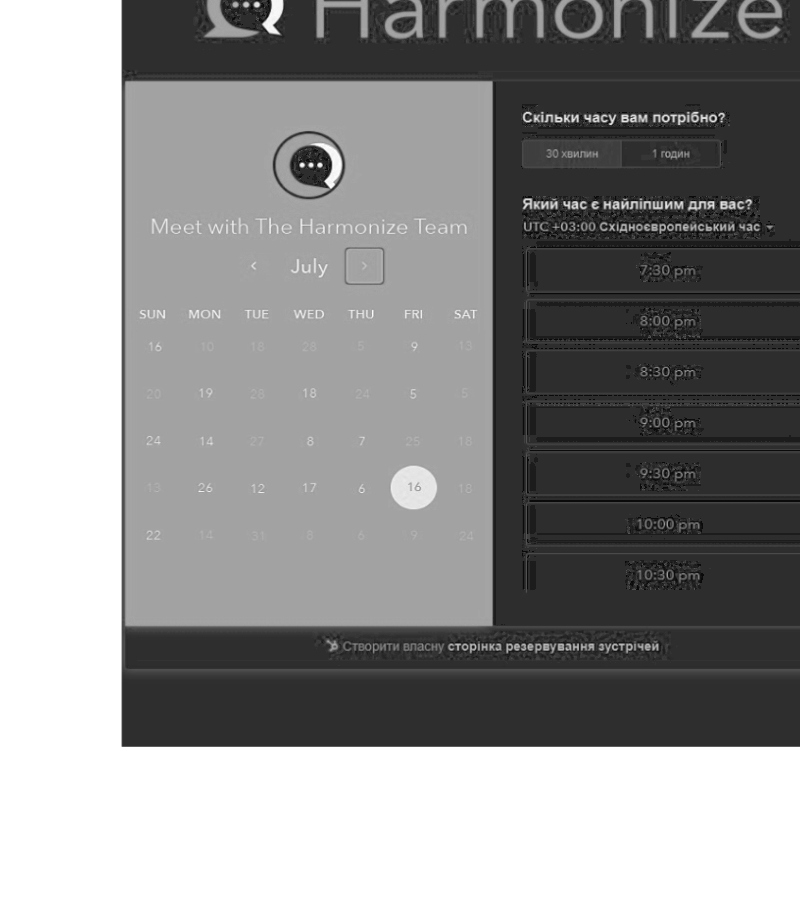 Harmonize
Meet with The Harmonize Team
July
SUN MON TUE WED THU FRI SAT
16 10 18 28 5 9 13
20 19 28 18 24 5 5
24 14 27 8 7 25 18
13 26 12 17 6 16 18
22 14 31 8 6 9 24
Скільки часу вам потрібно?
30 хвилин 1 годин
Який час є найліпшим для вас?
UTC +03:00 Східноєвропейський час
7:30 pm
8:00 pm
8:30 pm
9:00 pm
9:30 pm
10:00 pm
10:30 pm
Створити власну сторінка резервування зустрічей